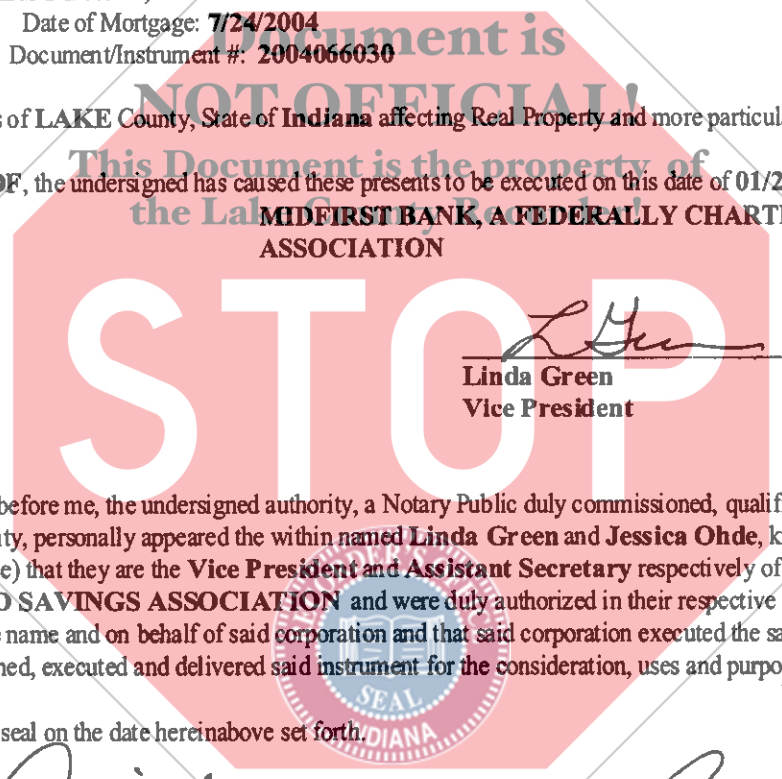 Date of Mortgage: 7/24/2004
Document/Instrument #: 2004066030
Document is
NOT OFFICIAL!
of LAKE County, State of Indiana affecting Real Property and more particul
This Document is the property of
OF, the undersigned has caused these presents to be executed on this date of 01/2
the Lake County Recorder!
MIDFIRST BANK, A FEDERALLY CHARTE
ASSOCIATION
STOP
L Green
Linda Green
Vice President
before me, the undersigned authority, a Notary Public duly commissioned, qualif
ty, personally appeared the within named Linda Green and Jessica Ohde, k
e) that they are the Vice President and Assistant Secretary respectively of
D SAVINGS ASSOCIATION and were duly authorized in their respective
e name and on behalf of said corporation and that said corporation executed the sa
ned, executed and delivered said instrument for the consideration, uses and purpo
SEAL
INDIANA
seal on the date hereinabove set forth.